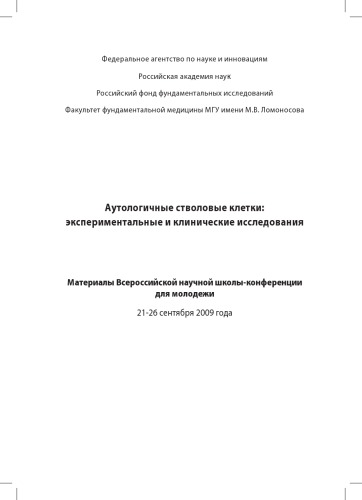 Федеральное агентство по науке и инновациям
Российская академия наук
Российский фонд фундаментальных исследований
Факультет фундаментальной медицины МГУ имени М.В. Ломоносова
Аутологичные стволовые клетки:
экспериментальные и клинические исследования
Материалы Всероссийской научной школы-конференции
для молодежи
21-26 сентября 2009 года